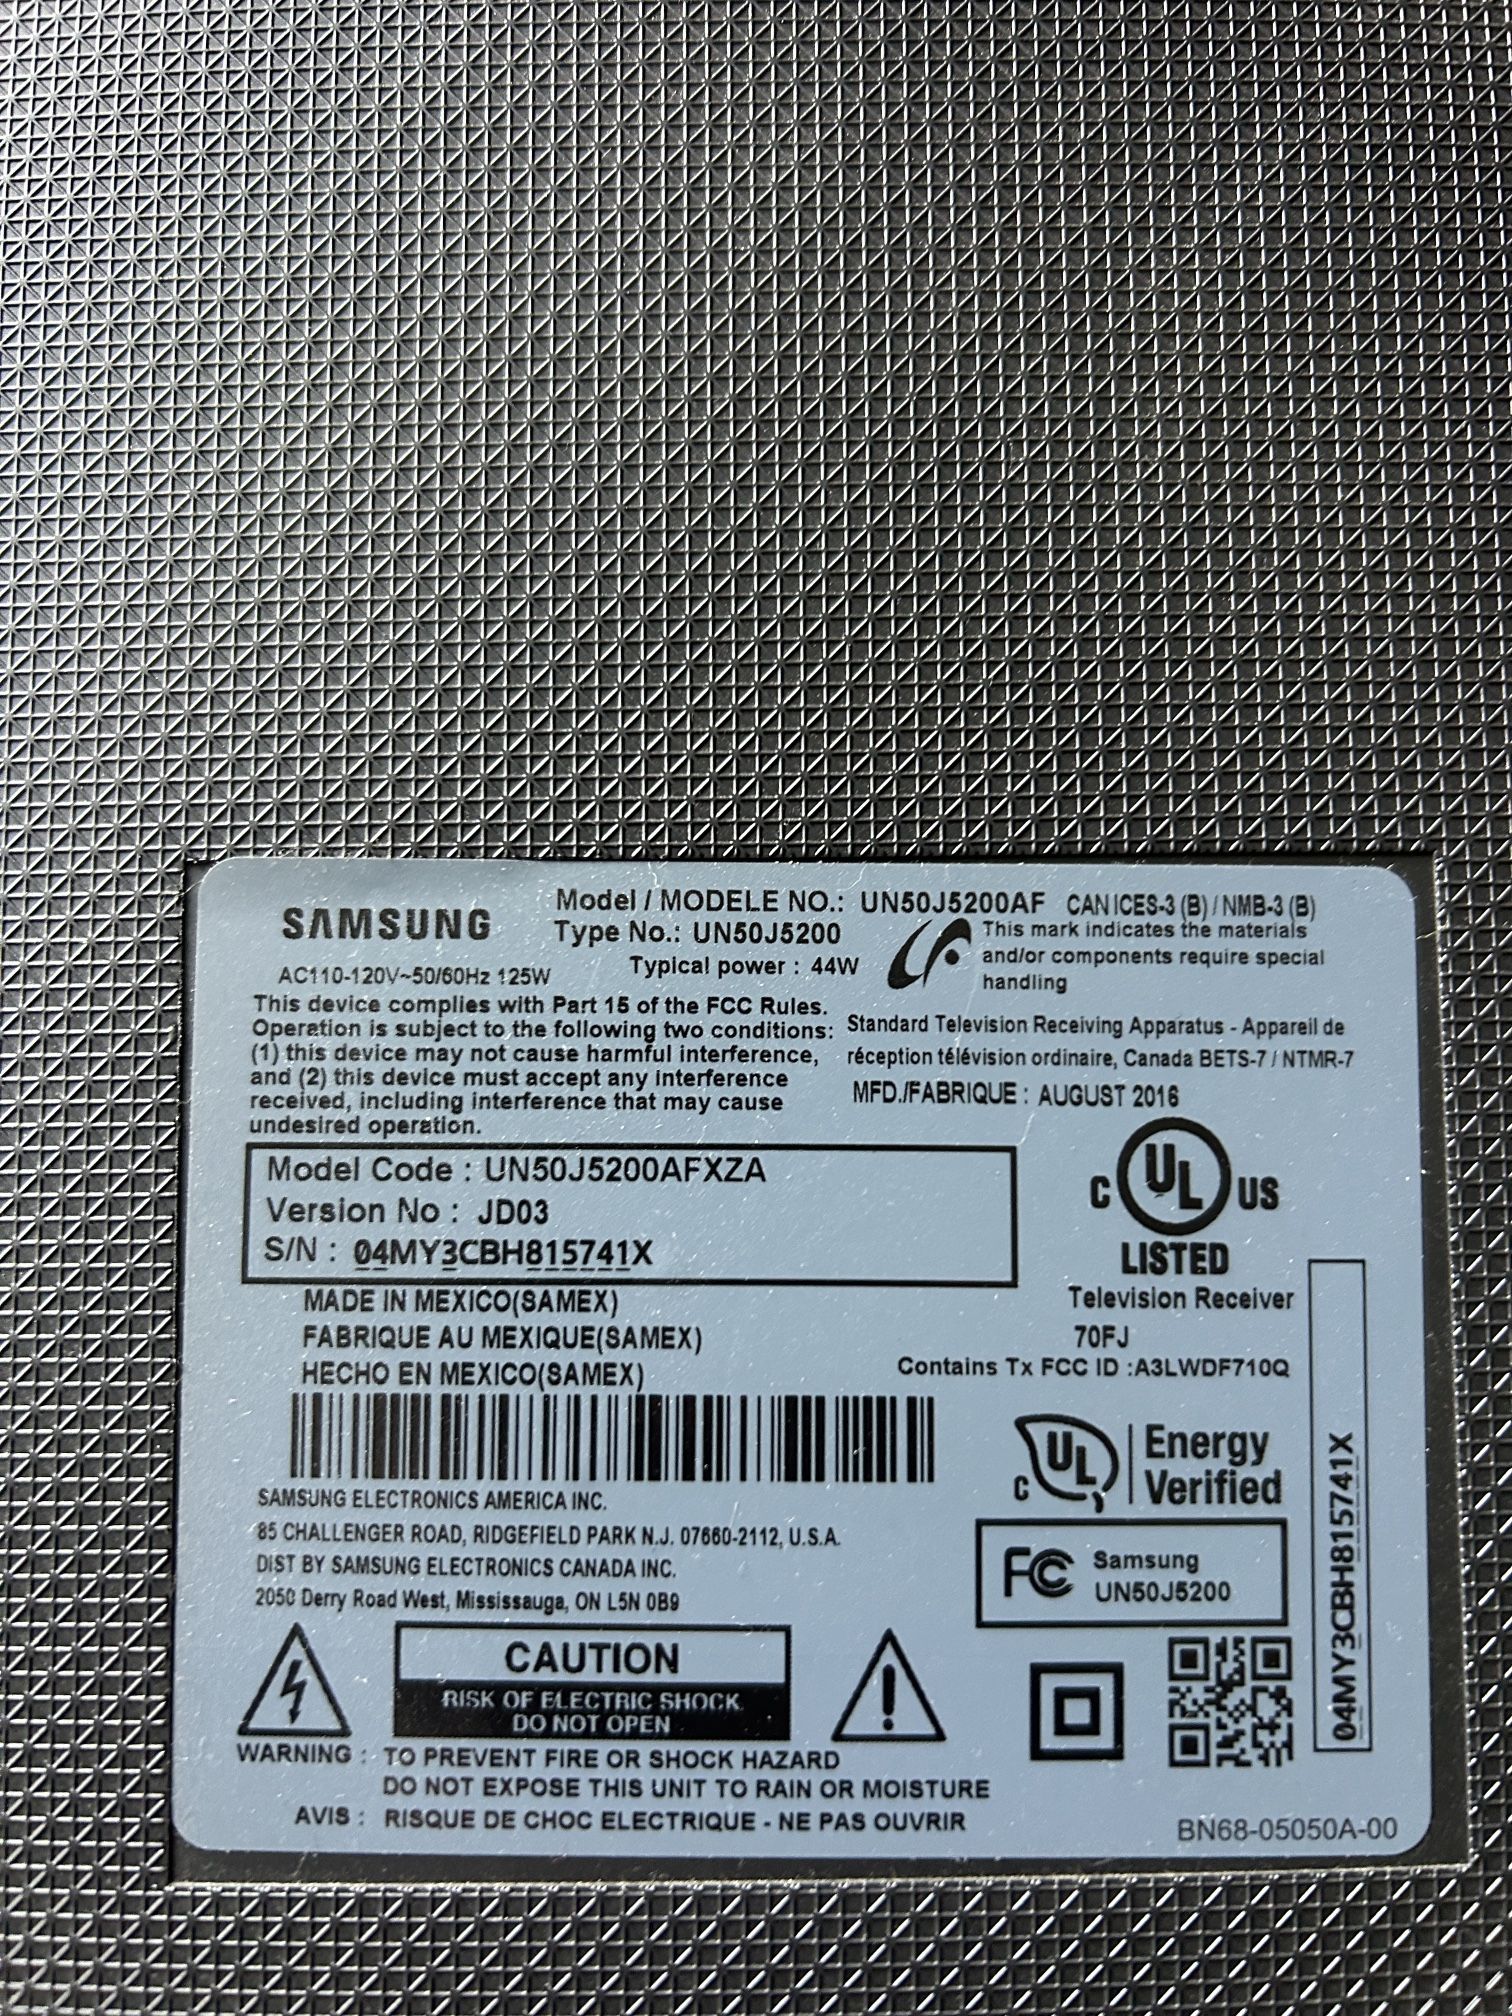 SAMSUNG
Model / MODELE NO.: UN50J5200AF CAN ICES-3 (B) / NMB-3 (B)
Type No.: UN50J5200
AC110-120V~50/60Hz 125W
Typical power : 44W
This mark indicates the materials
and/or components require special
handling
This device complies with Part 15 of the FCC Rules.
Operation is subject to the following two conditions:
(1) this device may not cause harmful interference,
and (2) this device must accept any interference
received, including interference that may cause
undesired operation.
Standard Television Receiving Apparatus - Appareil de
réception télévision ordinaire, Canada BETS-7 / NTMR-7
MFD./FABRIQUE : AUGUST 2016
Model Code : UN50J5200AFXZA
Version No : JD03
S/N : 04MY3CBH815741X
C UL US
LISTED
Television Receiver
70FJ
Contains Tx FCC ID :A3LWDF710Q
MADE IN MEXICO(SAMEX)
FABRIQUE AU MEXIQUE(SAMEX)
HECHO EN MEXICO(SAMEX)
C UL Energy
Verified
SAMSUNG ELECTRONICS AMERICA INC.
85 CHALLENGER ROAD, RIDGEFIELD PARK N.J. 07660-2112, U.S.A.
DIST BY SAMSUNG ELECTRONICS CANADA INC.
2050 Derry Road West, Mississauga, ON L5N 0B9
FC Samsung
UN50J5200
04MY3CBH815741X
CAUTION
RISK OF ELECTRIC SHOCK
DO NOT OPEN
WARNING : TO PREVENT FIRE OR SHOCK HAZARD
DO NOT EXPOSE THIS UNIT TO RAIN OR MOISTURE
AVIS : RISQUE DE CHOC ELECTRIQUE - NE PAS OUVRIR
BN68-05050A-00